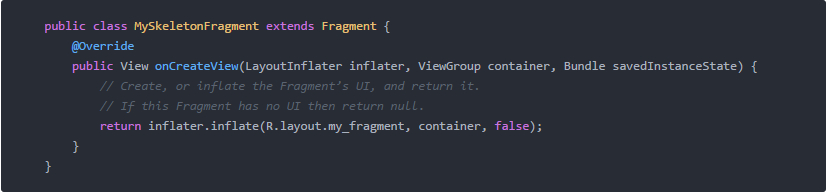 public class MySkeletonFragment extends Fragment {
@Override
public View onCreateView(LayoutInflater inflater, ViewGroup container, Bundle savedInstanceState) {
// Create, or inflate the Fragment’s UI, and return it.
// If this Fragment has no UI then return null.
return inflater.inflate(R.layout.my_fragment, container, false);
}
}